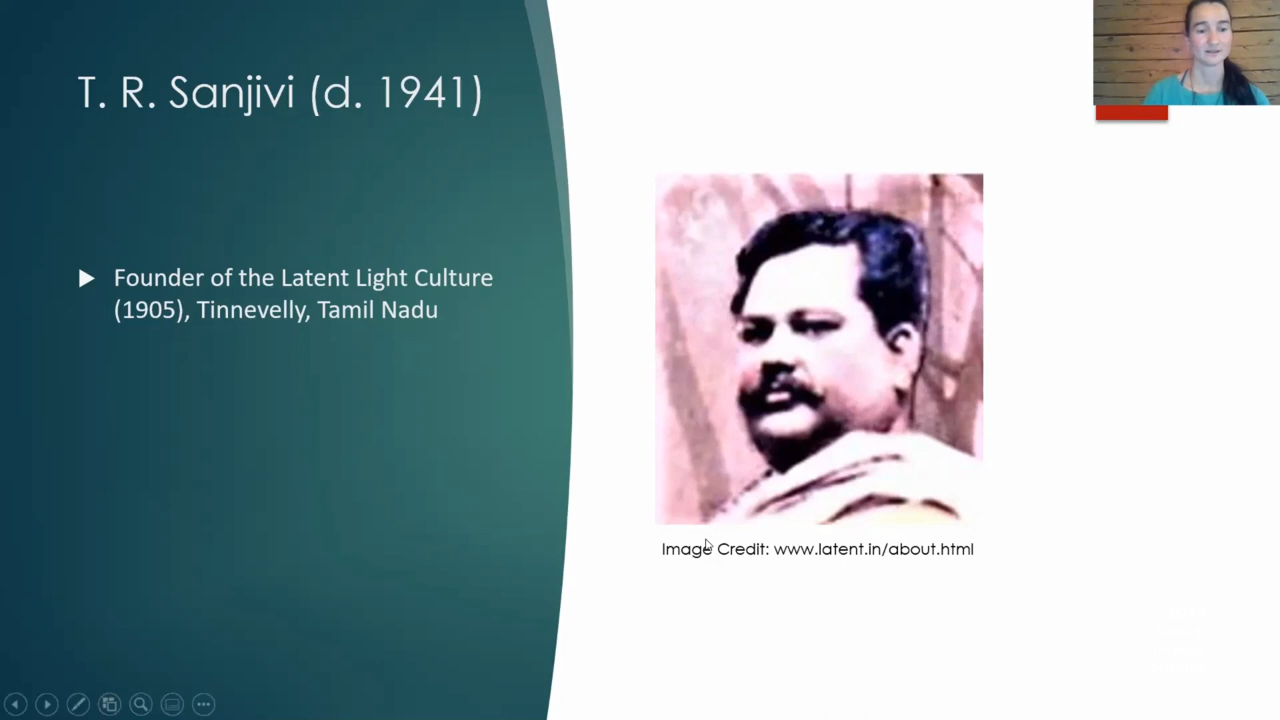 T. R. Sanjivi (d. 1941)
Founder of the Latent Light Culture
(1905), Tinnevelly, Tamil Nadu
Image Credit: www.latent.in/about.html